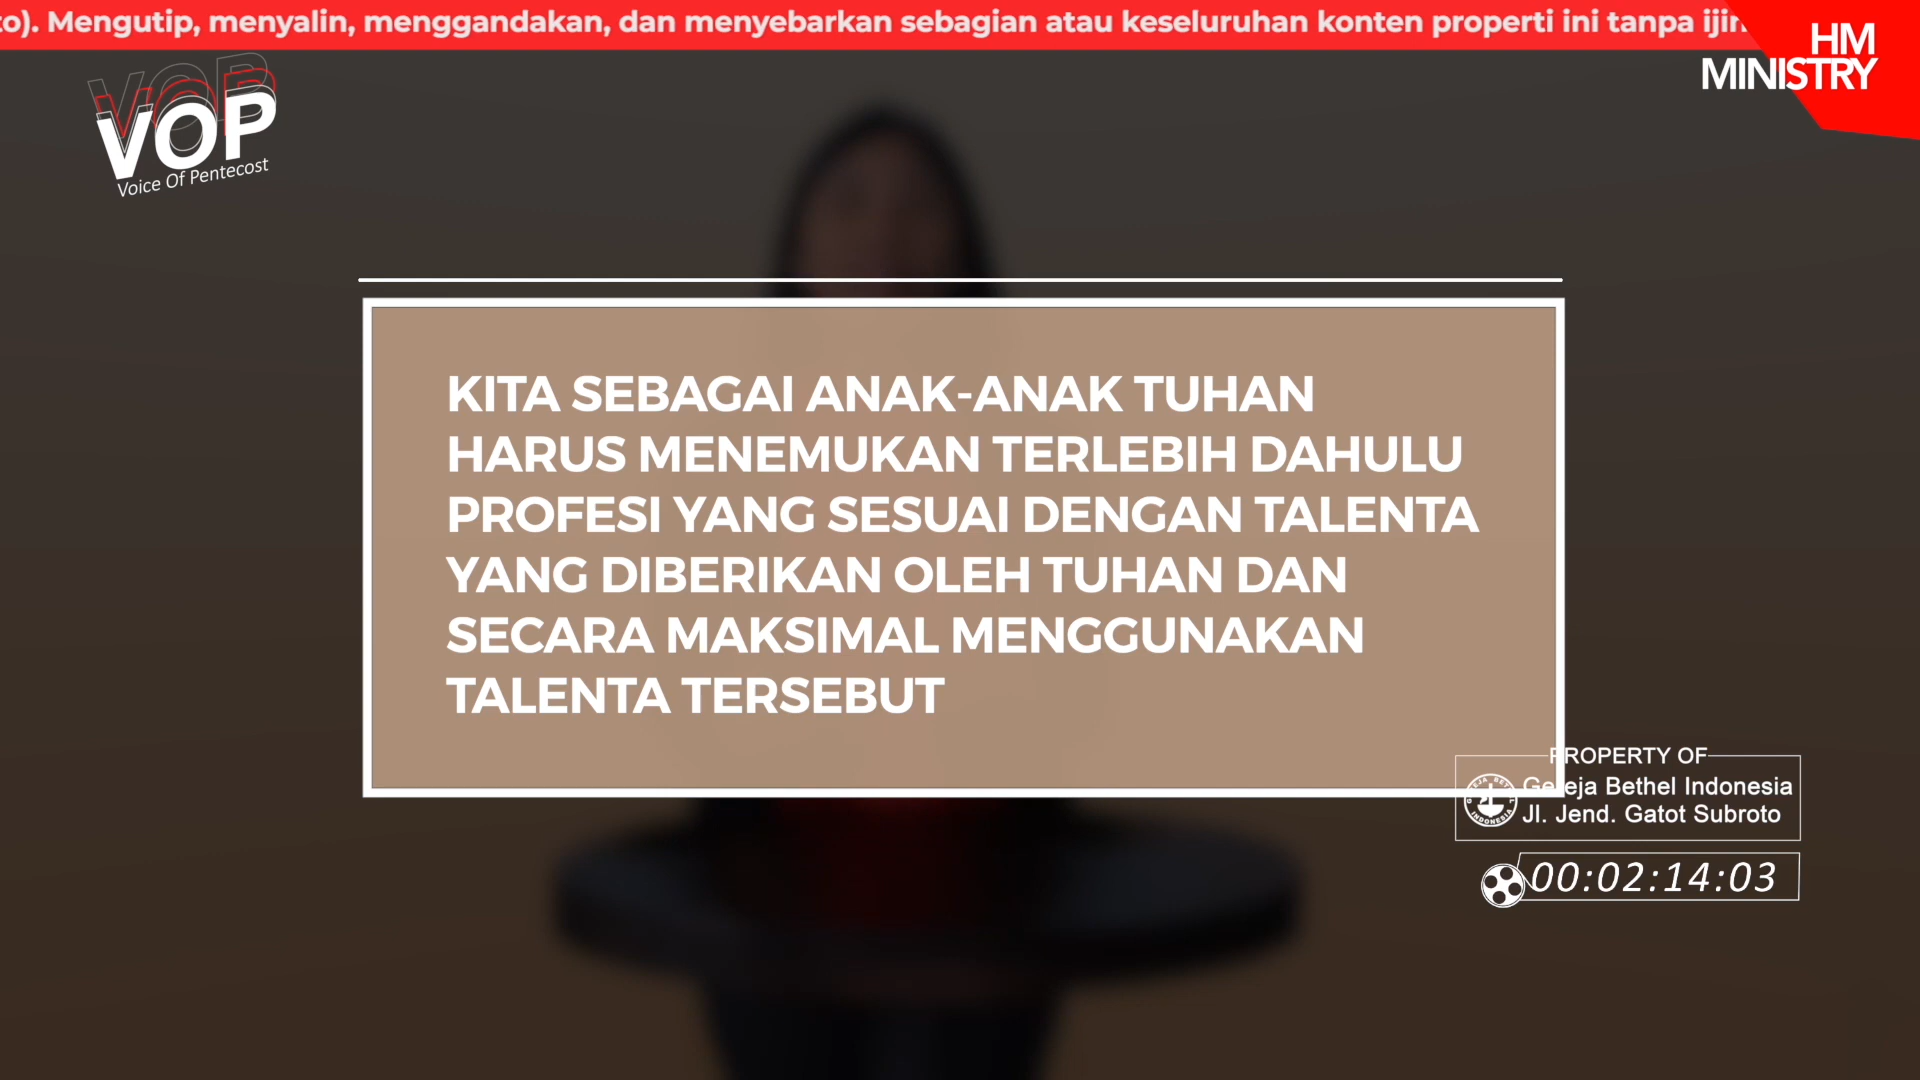 o). Mengutip, menyalin, menggandakan, dan menyebarkan sebagian atau keseluruhan konten properti ini tanpa ijin
HM
MINISTRY
VOP
Voice Of Pentecost
KITA SEBAGAI ANAK-ANAK TUHAN
HARUS MENEMUKAN TERLEBIH DAHULU
PROFESI YANG SESUAI DENGAN TALENTA
YANG DIBERIKAN OLEH TUHAN DAN
SECARA MAKSIMAL MENGGUNAKAN
TALENTA TERSEBUT
PROPERTY OF
Gereja Bethel Indonesia
Jl. Jend. Gatot Subroto
00:02:14:03